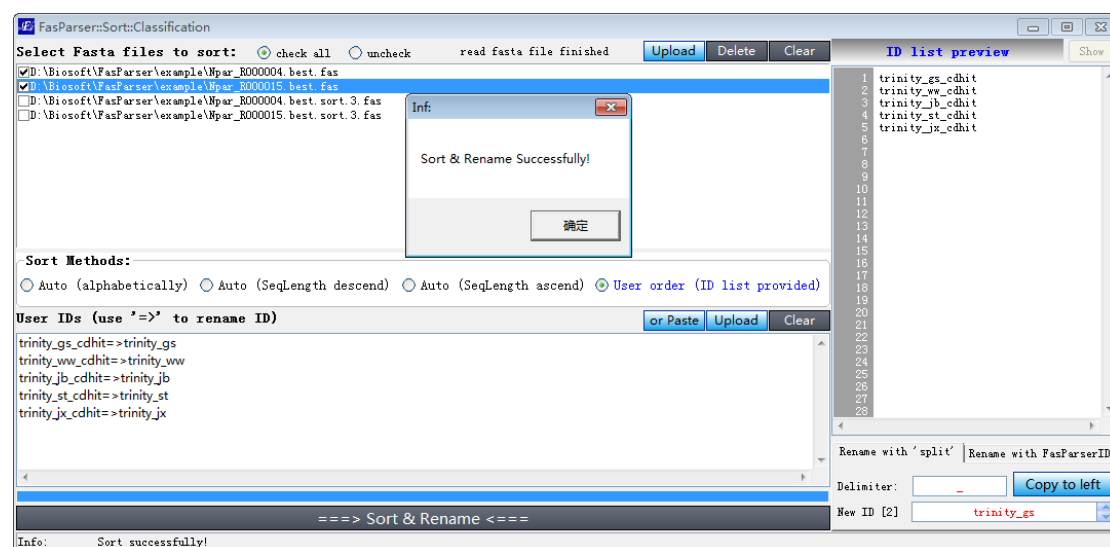 FasParser::Sort::Classification
Select Fasta files to sort: check all uncheck read fasta file finished Upload Delete Clear
D:\Biosoft\FasParser\example\Npar_R000004.best.fas
D:\Biosoft\FasParser\example\Npar_R000015.best.fas
D:\Biosoft\FasParser\example\Npar_R000004.best.sort.3.fas
D:\Biosoft\FasParser\example\Npar_R000015.best.sort.3.fas
Inf:
Sort & Rename Successfully!
确定
Sort Methods:
Auto (alphabetically) Auto (SeqLength descend) Auto (SeqLength ascend) User order (ID list provided)
User IDs (use '=>' to rename ID) or Paste Upload Clear
trinity_gs_cdhit=>trinity_gs
trinity_ww_cdhit=>trinity_ww
trinity_jb_cdhit=>trinity_jb
trinity_st_cdhit=>trinity_st
trinity_jx_cdhit=>trinity_jx
===> Sort & Rename <===
Info: Sort successfully!
ID list preview Show
1 trinity_gs_cdhit
2 trinity_ww_cdhit
3 trinity_jb_cdhit
4 trinity_st_cdhit
5 trinity_jx_cdhit
6
7
8
9
10
11
12
13
14
15
16
17
18
19
20
21
22
23
24
25
26
27
28
Rename with 'split' Rename with FasParserID
Delimiter: _ Copy to left
New ID [2] trinity_gs